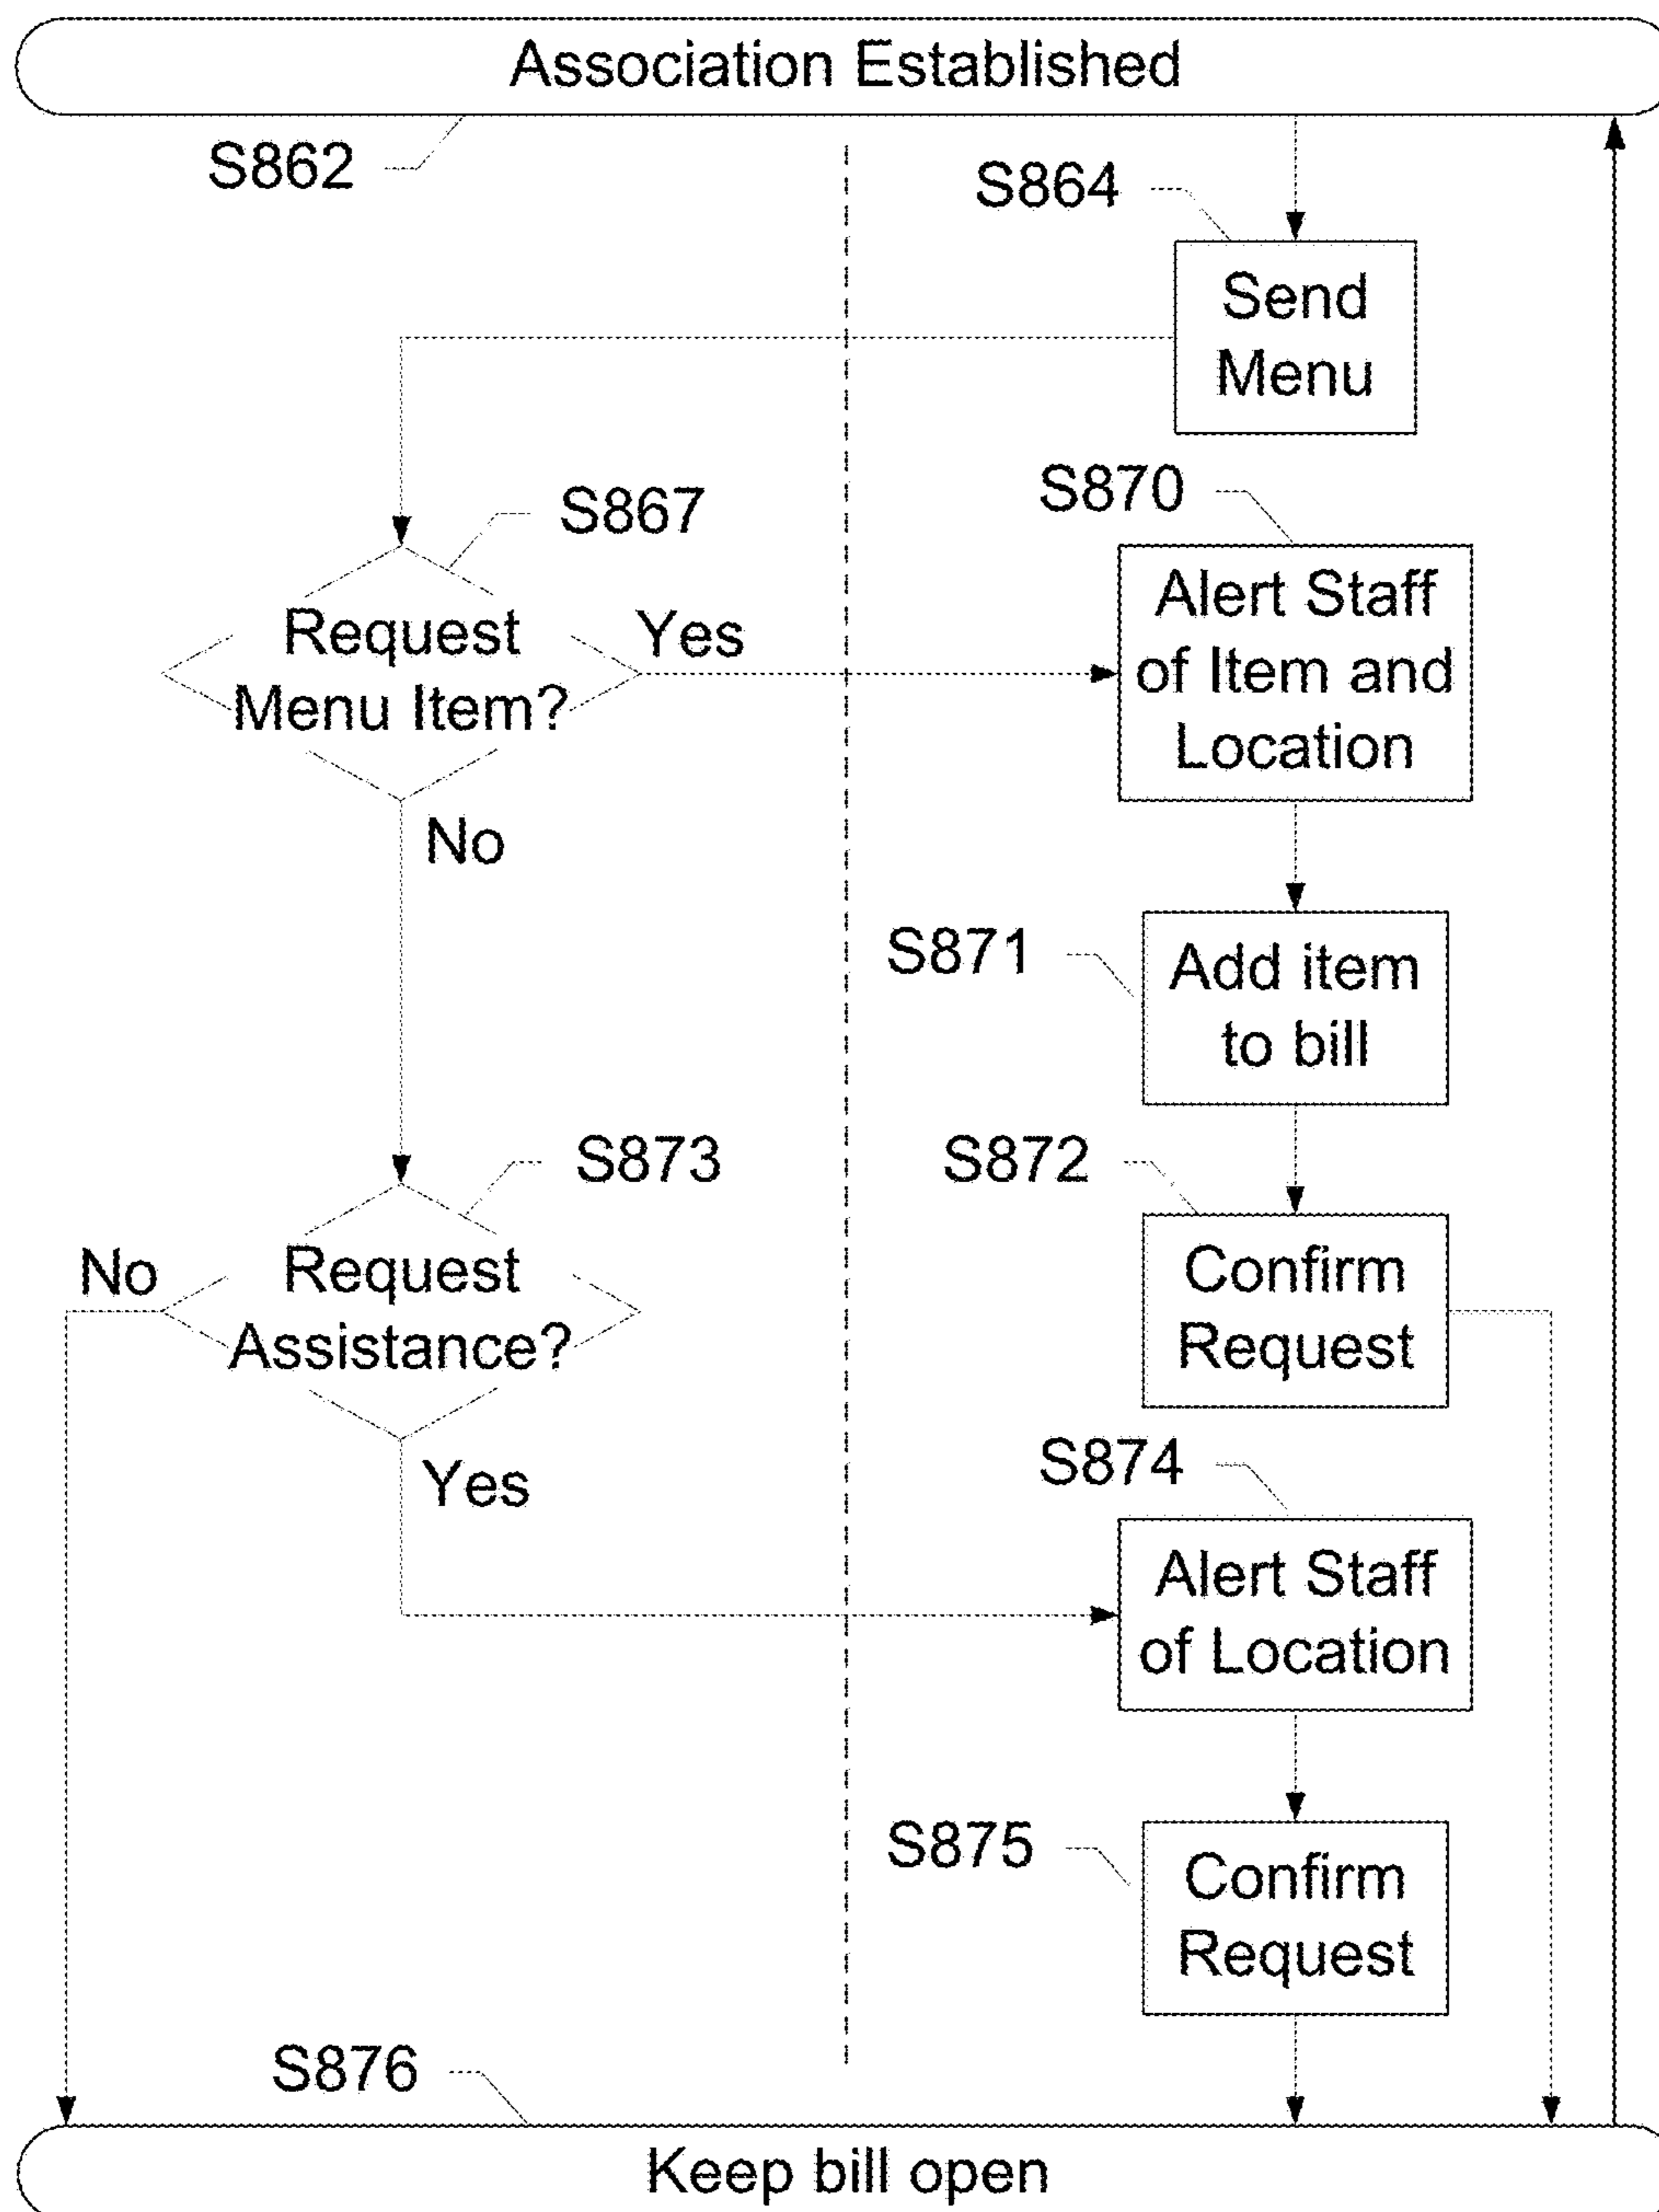 Association Established
S862
S864
Send
Menu
S867
S870
Request
Menu Item?
Yes
Alert Staff
of Item and
Location
No
S871
Add item
to bill
S873
S872
No
Request
Assistance?
Confirm
Request
Yes
S874
Alert Staff
of Location
S875
Confirm
Request
S876
Keep bill open